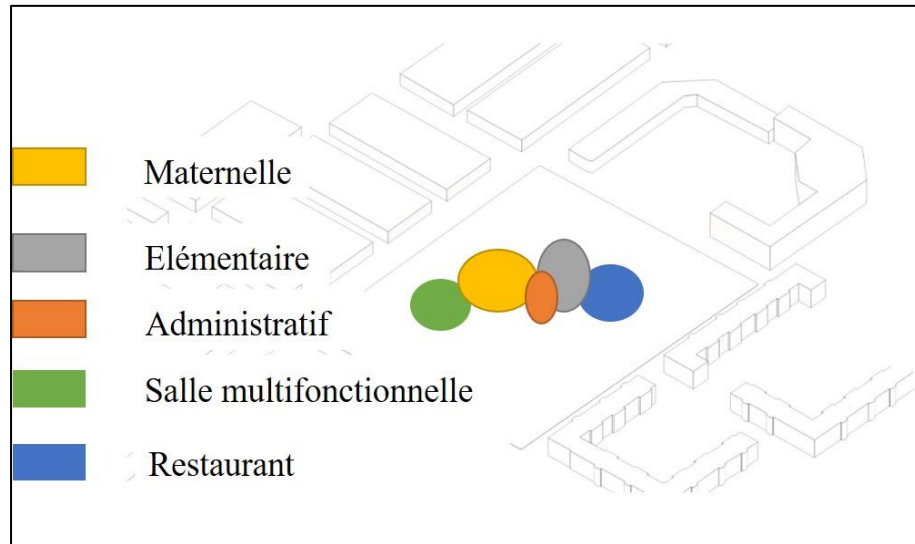 Maternelle
Elémentaire
Administratif
Salle multifonctionnelle
Restaurant